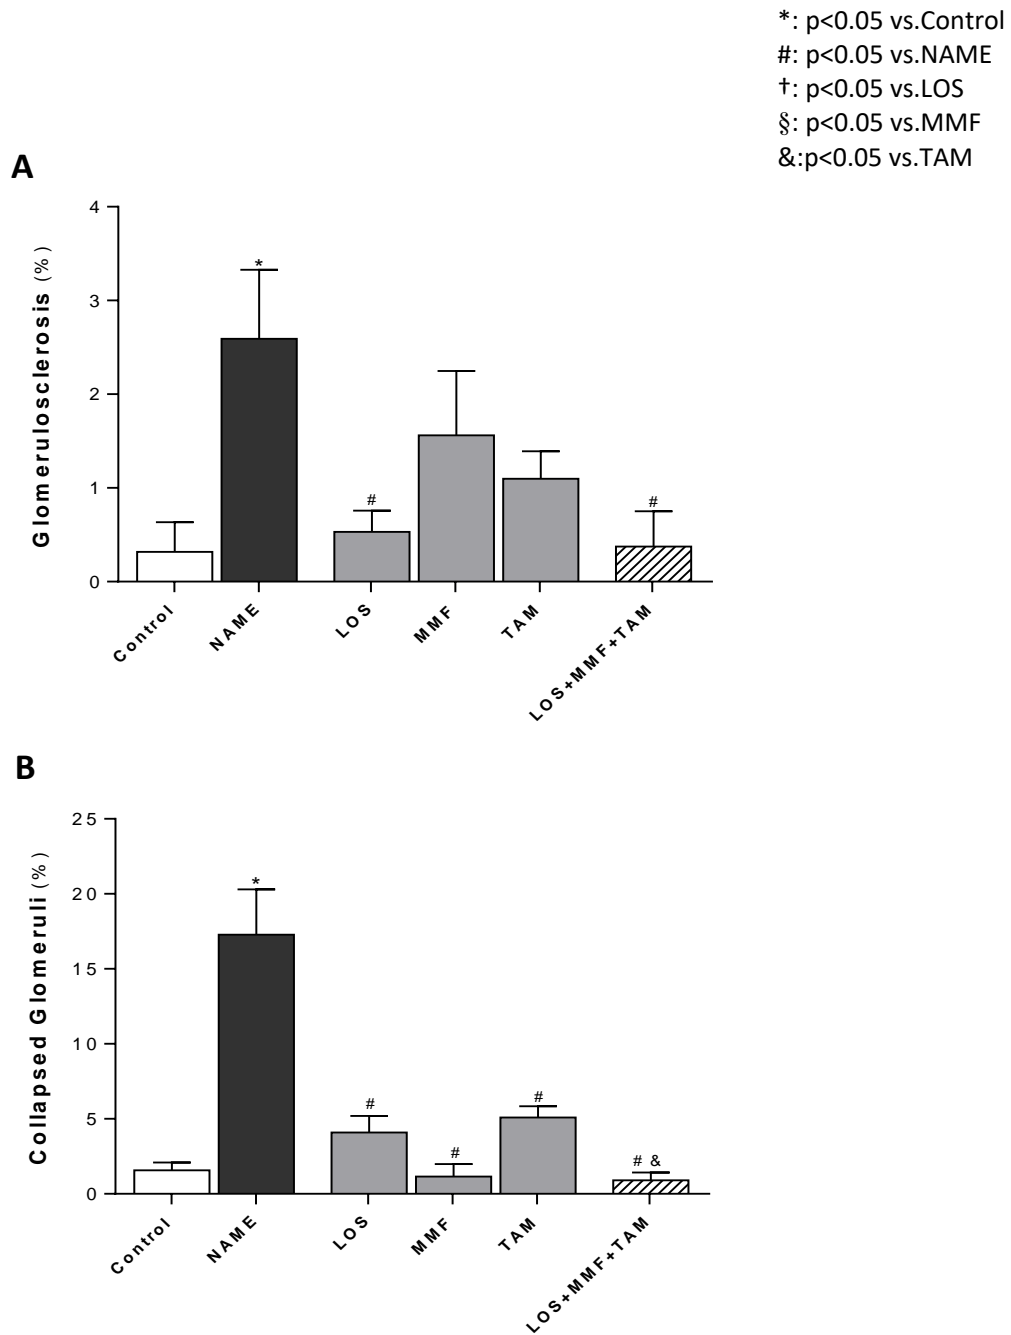 *: p<0.05 vs.Control
#: p<0.05 vs.NAME
†: p<0.05 vs.LOS
§: p<0.05 vs.MMF
&:p<0.05 vs.TAM
A
Glomerulosclerosis (%)
4
3
2
1
0
*
#
#
Control
NAME
LOS
MMF
TAM
LOS+MMF+TAM
B
Collapsed Glomeruli (%)
25
20
15
10
5
0
*
#
#
#
# &
Control
NAME
LOS
MMF
TAM
LOS+MMF+TAM